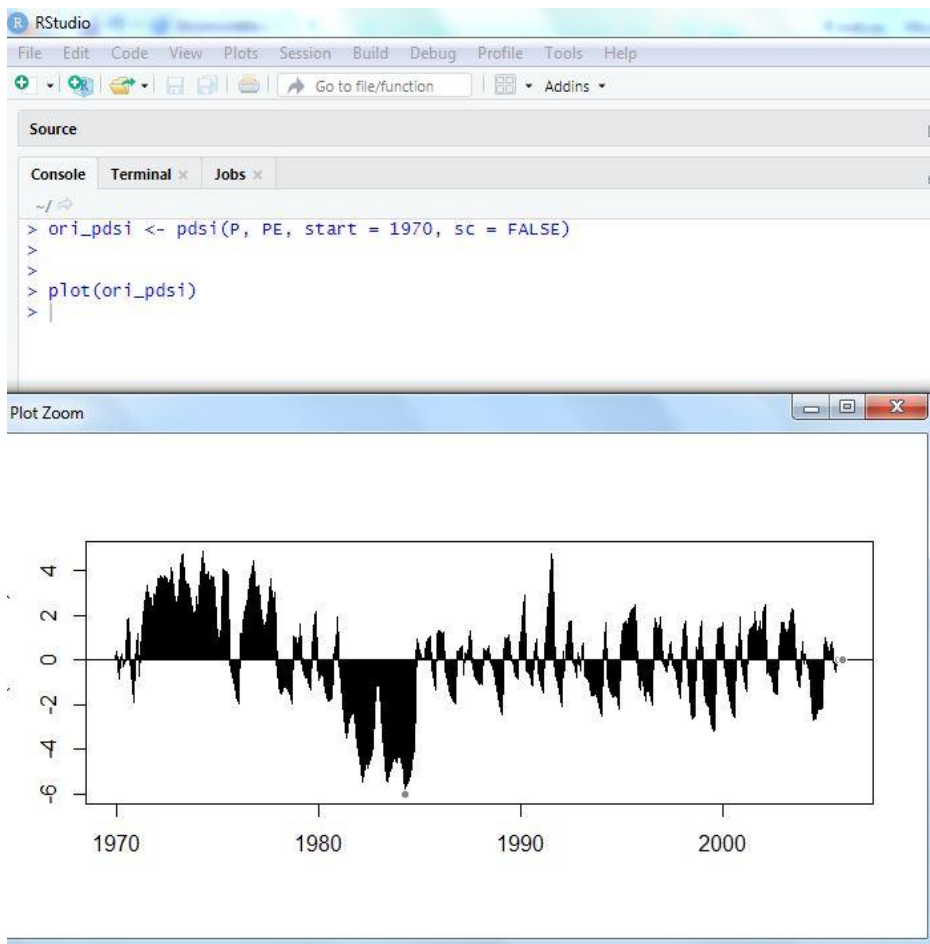 RStudio
File Edit Code View Plots Session Build Debug Profile Tools Help
Go to file/function Addins
Source
Console Terminal × Jobs ×
~/
> ori_pdsi <- pdsi(P, PE, start = 1970, sc = FALSE)
>
>
> plot(ori_pdsi)
>
Plot Zoom
4
2
0
-2
-4
-6
1970 1980 1990 2000